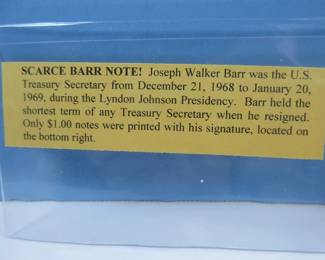 SCARCE BARR NOTE! Joseph Walker Barr was the U.S.
Treasury Secretary from December 21, 1968 to January 20,
1969, during the Lyndon Johnson Presidency. Barr held the
shortest term of any Treasury Secretary when he resigned.
Only $1.00 notes were printed with his signature, located on
the bottom right.